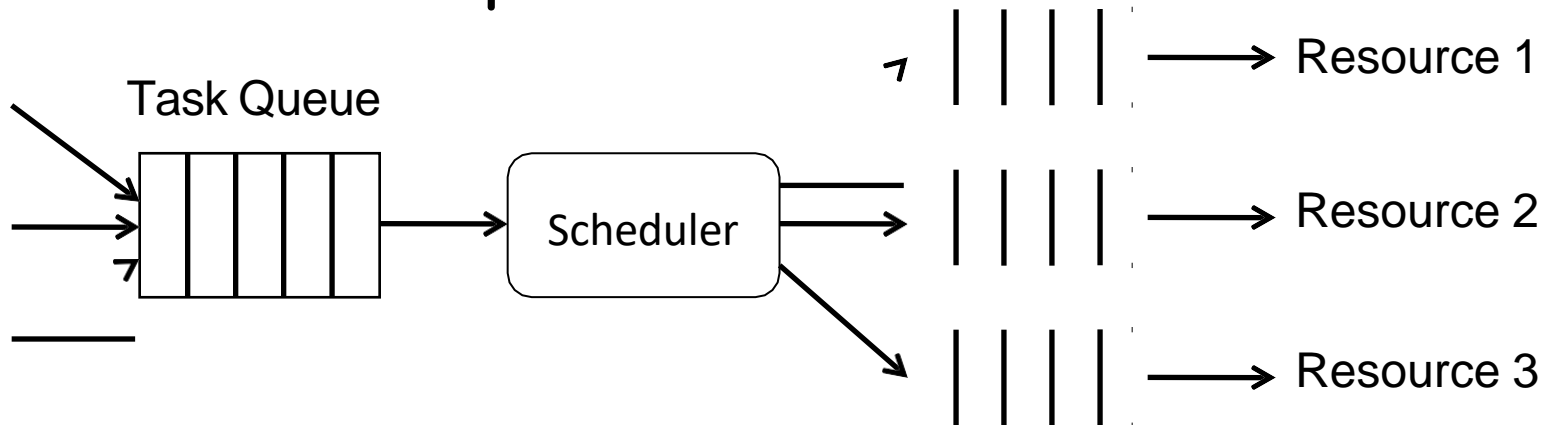 Task Queue
Scheduler
Resource 1
Resource 2
Resource 3